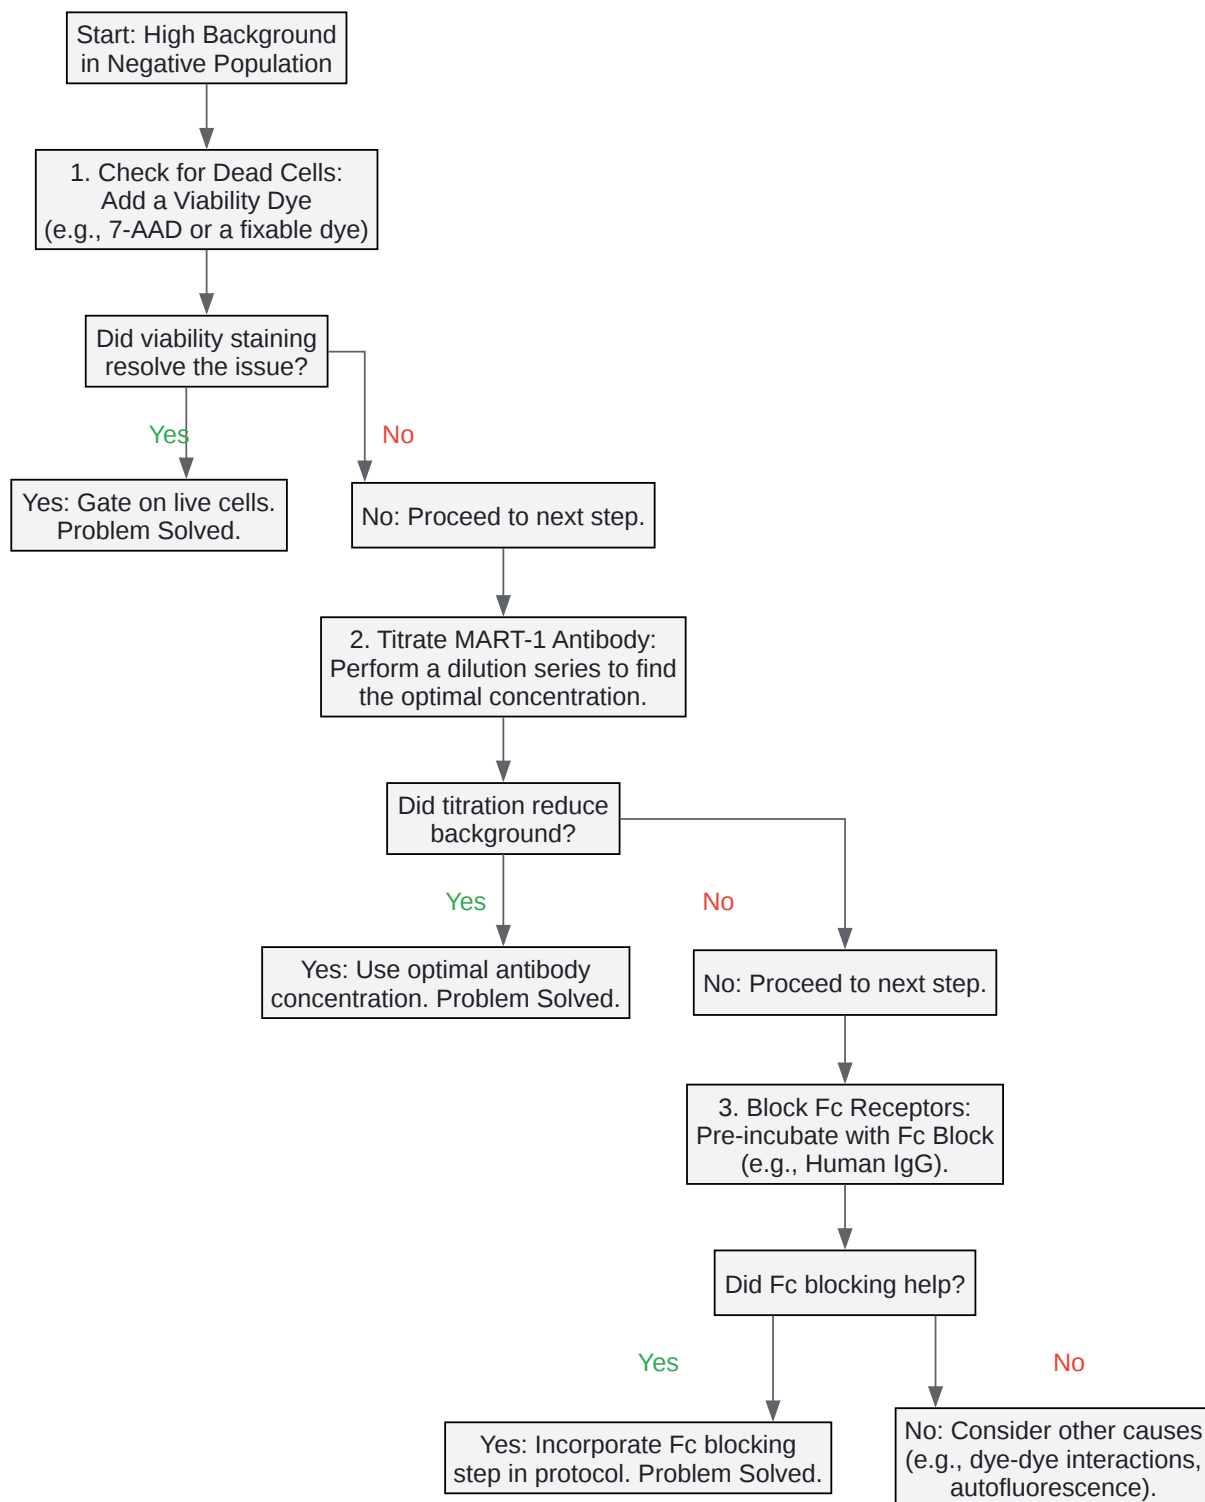 Start: High Background
in Negative Population
1. Check for Dead Cells:
Add a Viability Dye
(e.g., 7-AAD or a fixable dye)
Did viability staining
resolve the issue?
Yes
No
Yes: Gate on live cells.
Problem Solved.
No: Proceed to next step.
2. Titrate MART-1 Antibody:
Perform a dilution series to find
the optimal concentration.
Did titration reduce
background?
Yes
No
Yes: Use optimal antibody
concentration. Problem Solved.
No: Proceed to next step.
3. Block Fc Receptors:
Pre-incubate with Fc Block
(e.g., Human IgG).
Did Fc blocking help?
Yes
No
Yes: Incorporate Fc blocking
step in protocol. Problem Solved.
No: Consider other causes
(e.g., dye-dye interactions,
autofluorescence).